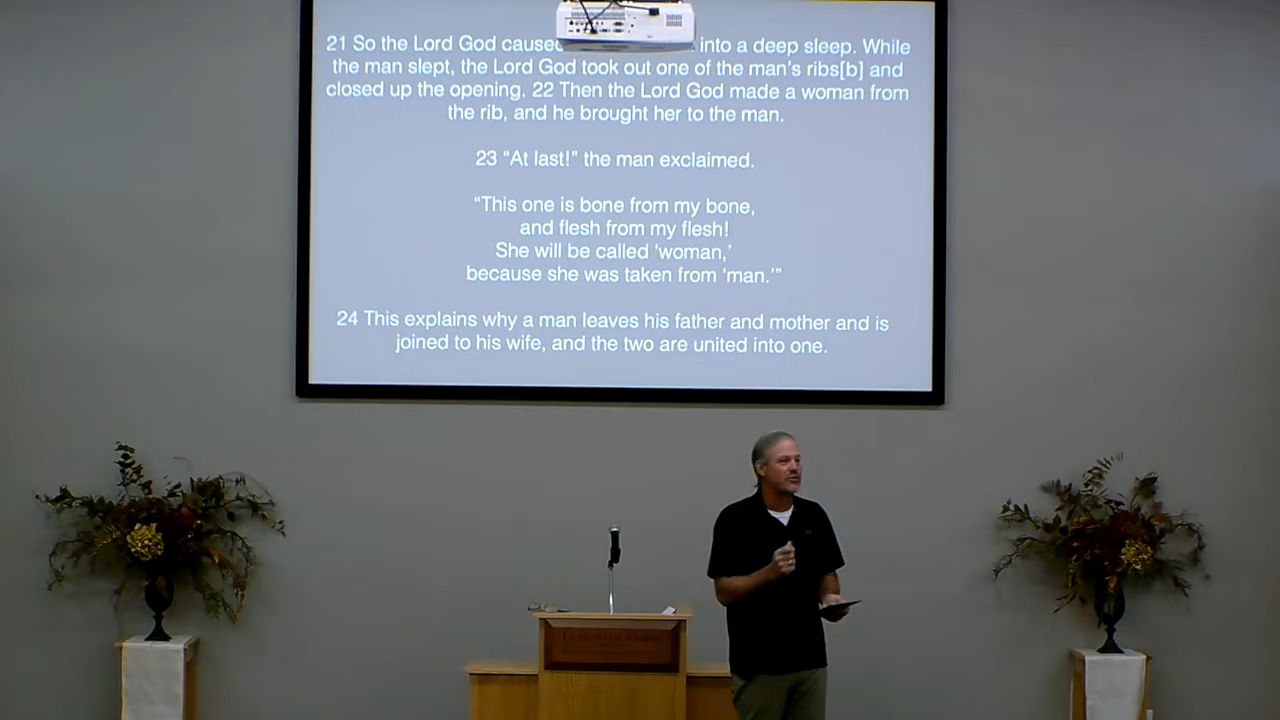 21 So the Lord God caused into a deep sleep. While
the man slept, the Lord God took out one of the man's ribs[b] and
closed up the opening. 22 Then the Lord God made a woman from
the rib, and he brought her to the man.
23 “At last!” the man exclaimed.
“This one is bone from my bone,
and flesh from my flesh!
She will be called ‘woman,’
because she was taken from ‘man.’”
24 This explains why a man leaves his father and mother and is
joined to his wife, and the two are united into one.